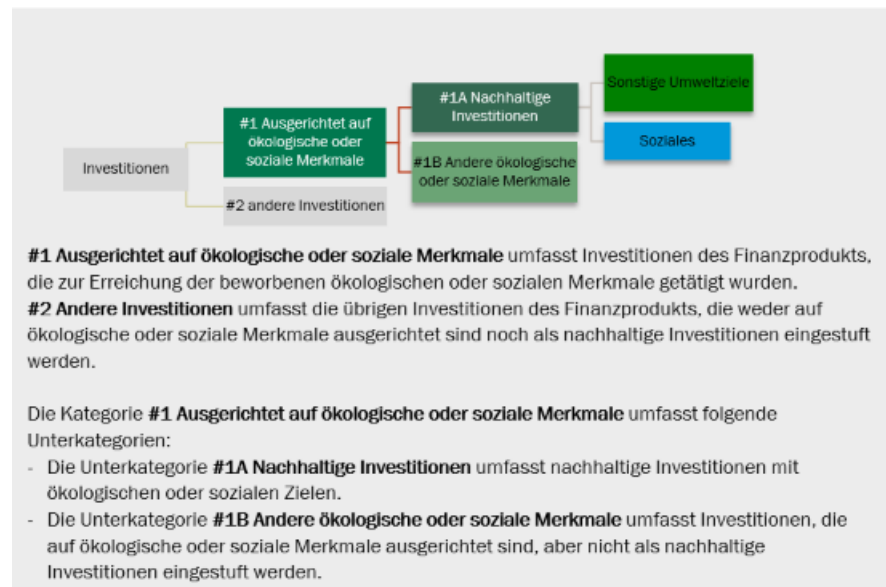 Sonstige Umweltziele
#1A Nachhaltige
Investitionen
#1 Ausgerichtet auf
ökologische oder
soziale Merkmale
Soziales
Investitionen
#1B Andere ökologische
oder soziale Merkmale
#2 andere Investitionen
#1 Ausgerichtet auf ökologische oder soziale Merkmale umfasst Investitionen des Finanzprodukts,
die zur Erreichung der beworbenen ökologischen oder sozialen Merkmale getätigt wurden.
#2 Andere Investitionen umfasst die übrigen Investitionen des Finanzprodukts, die weder auf
ökologische oder soziale Merkmale ausgerichtet sind noch als nachhaltige Investitionen eingestuft
werden.
Die Kategorie #1 Ausgerichtet auf ökologische oder soziale Merkmale umfasst folgende
Unterkategorien:
- Die Unterkategorie #1A Nachhaltige Investitionen umfasst nachhaltige Investitionen mit
ökologischen oder sozialen Zielen.
- Die Unterkategorie #1B Andere ökologische oder soziale Merkmale umfasst Investitionen, die
auf ökologische oder soziale Merkmale ausgerichtet sind, aber nicht als nachhaltige
Investitionen eingestuft werden.